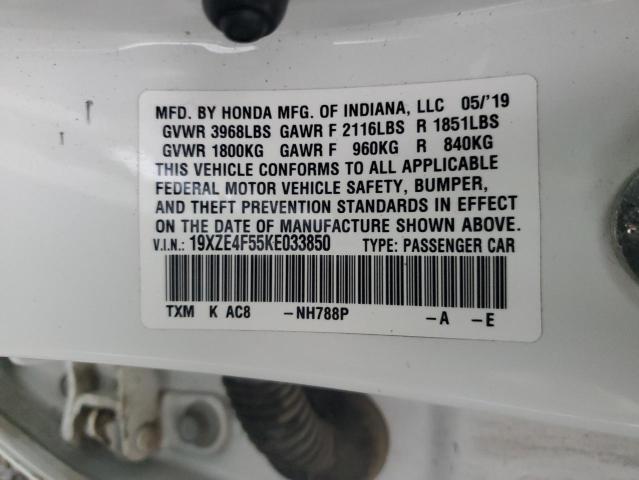 MFD. BY HONDA MFG. OF INDIANA, LLC 05/'19
GVWR 3968LBS GAWR F 2116LBS R 1851LBS
GVWR 1800KG GAWR F 960KG R 840KG
THIS VEHICLE CONFORMS TO ALL APPLICABLE
FEDERAL MOTOR VEHICLE SAFETY, BUMPER,
AND THEFT PREVENTION STANDARDS IN EFFECT
ON THE DATE OF MANUFACTURE SHOWN ABOVE.
V.I.N.: 19XZE4F55KE033850 TYPE: PASSENGER CAR
TXM K AC8 -NH788P -A -E